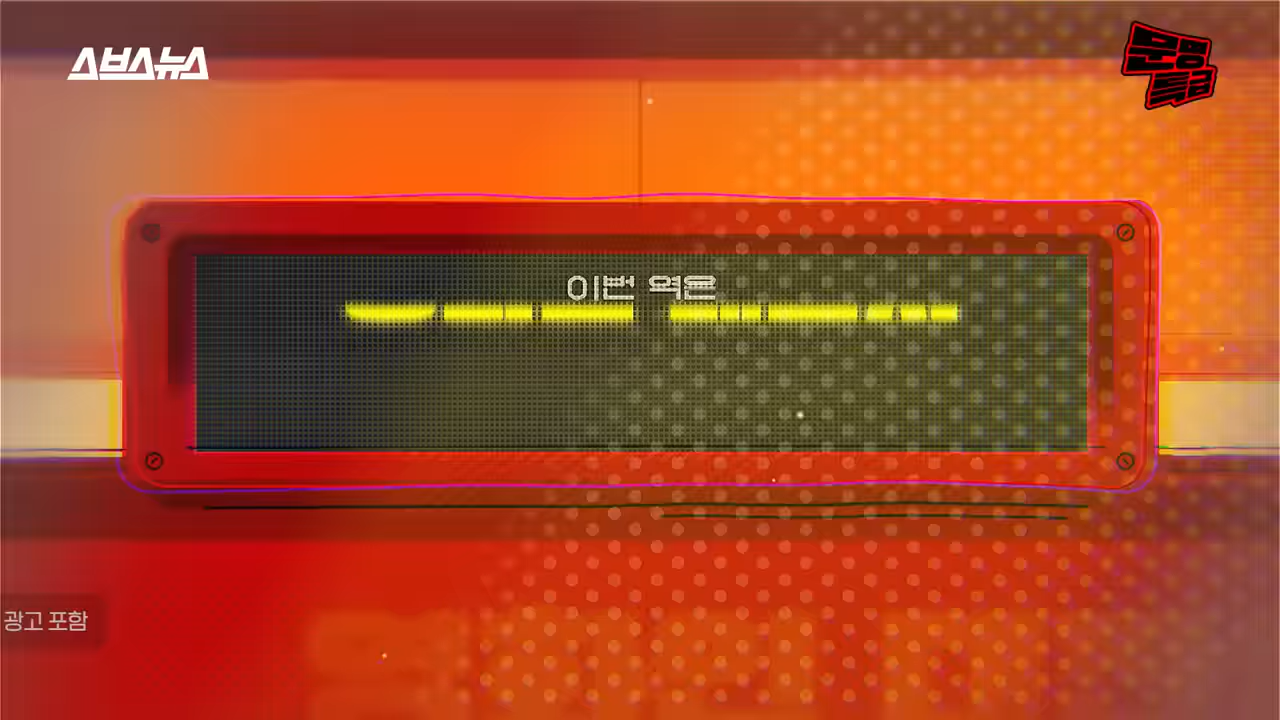 스브스뉴스
문명
특급
이번 역은
광고 포함